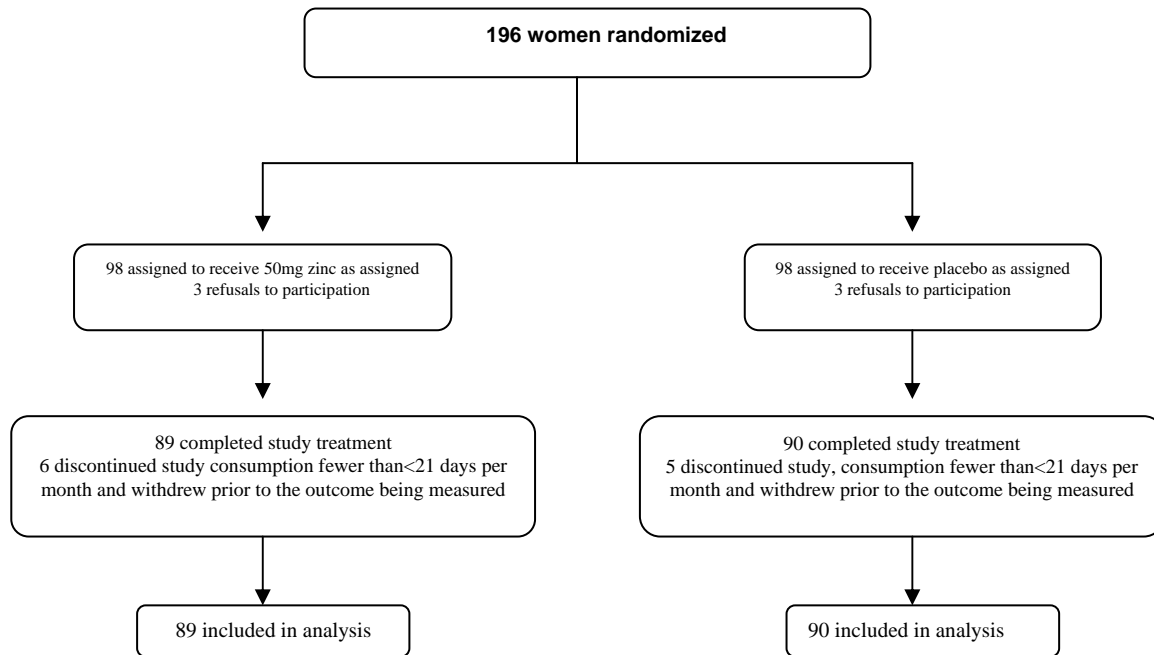 196 women randomized
98 assigned to receive 50mg zinc as assigned
3 refusals to participation
98 assigned to receive placebo as assigned
3 refusals to participation
89 completed study treatment
6 discontinued study consumption fewer than<21 days per
month and withdrew prior to the outcome being measured
90 completed study treatment
5 discontinued study, consumption fewer than<21 days per
month and withdrew prior to the outcome being measured
89 included in analysis
90 included in analysis